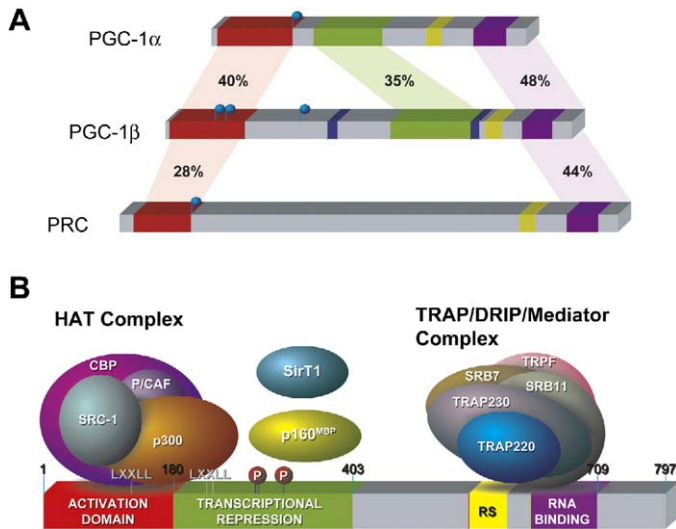 A
PGC-1α
40%
35%
48%
PGC-1β
28%
44%
PRC
B
HAT Complex
TRAP/DRIP/Mediator
Complex
CBP
P/CAF
SRC-1
p300
SirT1
p160MBP
TRPF
SRB7
SRB11
TRAP230
TRAP220
1
LXXLL
180
LXXLL
P
P
403
709
797
ACTIVATION
DOMAIN
TRANSCRIPTIONAL
REPRESSION
RS
RNA
BINDING